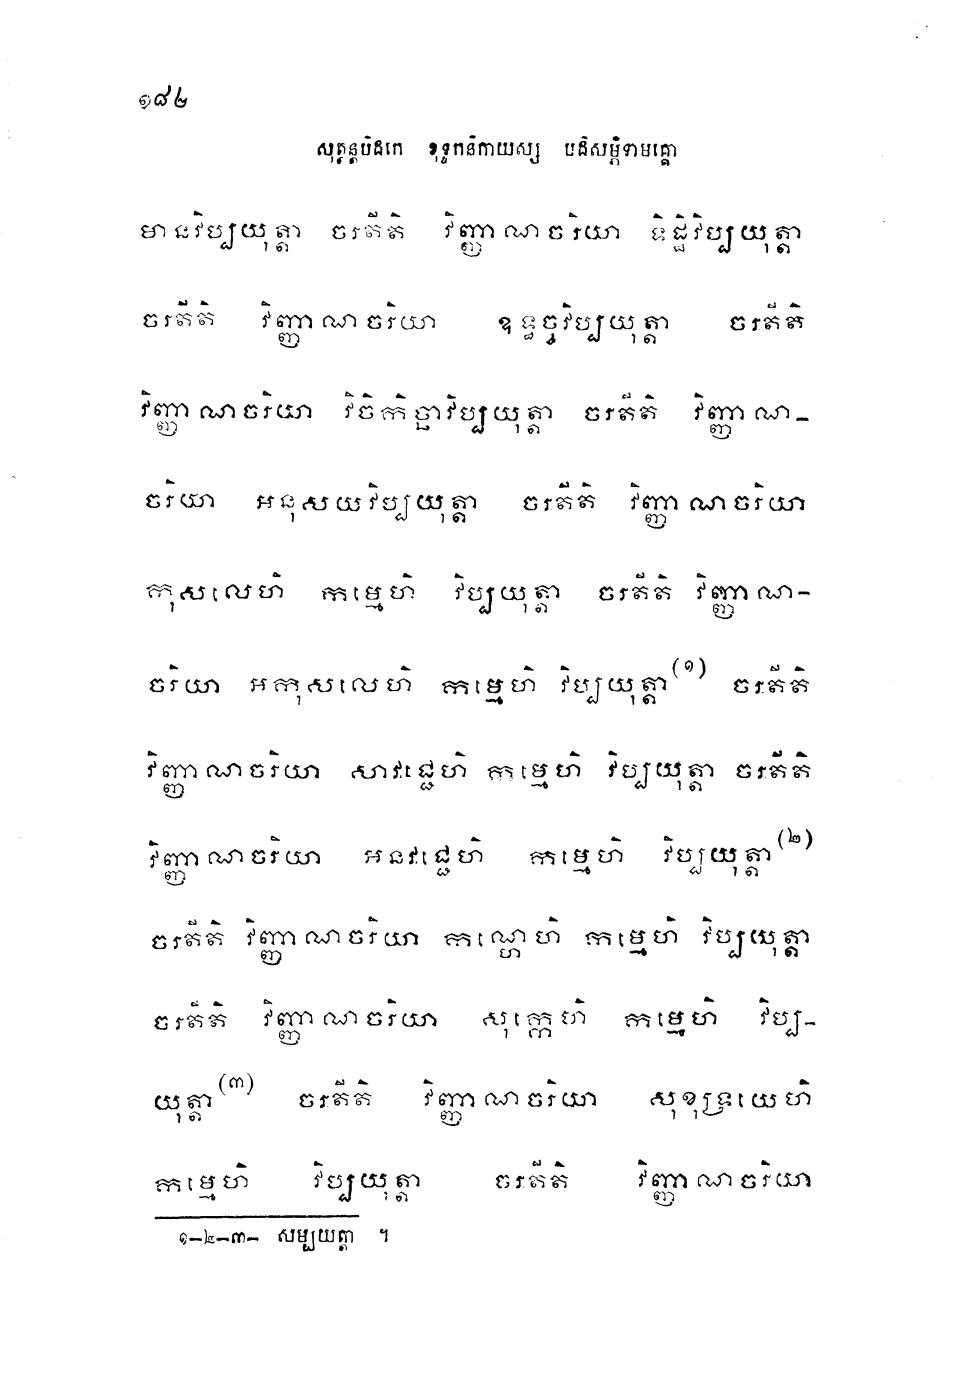 ១៨២
សុត្តន្តបិដកេ ខុទ្ទកនិកាយស្ស បដិសម្ភិទាមគ្គោ
មានវិប្បយុត្តា ចរតីតិ វិញ្ញាណចរិយា ទិដ្ឋិវិប្បយុត្តា
ចរតីតិ វិញ្ញាណចរិយា ឧទ្ធច្ចវិប្បយុត្តា ចរតីតិ
វិញ្ញាណចរិយា វិចិកិច្ឆាវិប្បយុត្តា ចរតីតិ វិញ្ញាណ-
ចរិយា អនុសយវិប្បយុត្តា ចរតីតិ វិញ្ញាណចរិយា
កុសលេហិ កម្មេហិ វិប្បយុត្តា ចរតីតិ វិញ្ញាណ-
ចរិយា អកុសលេហិ កម្មេហិ វិប្បយុត្តា(១) ចរតីតិ
វិញ្ញាណចរិយា សាវជ្ជេហិ កម្មេហិ វិប្បយុត្តា ចរតីតិ
វិញ្ញាណចរិយា អនវជ្ជេហិ កម្មេហិ វិប្បយុត្តា(២)
ចរតីតិ វិញ្ញាណចរិយា កណ្ហេហិ កម្មេហិ វិប្បយុត្តា
ចរតីតិ វិញ្ញាណចរិយា សុក្កេហិ កម្មេហិ វិប្ប-
យុត្តា(៣) ចរតីតិ វិញ្ញាណចរិយា សុខុទ្រយេហិ
កម្មេហិ វិប្បយុត្តា ចរតីតិ វិញ្ញាណចរិយា
១-២-៣- សម្បយុត្តា ។